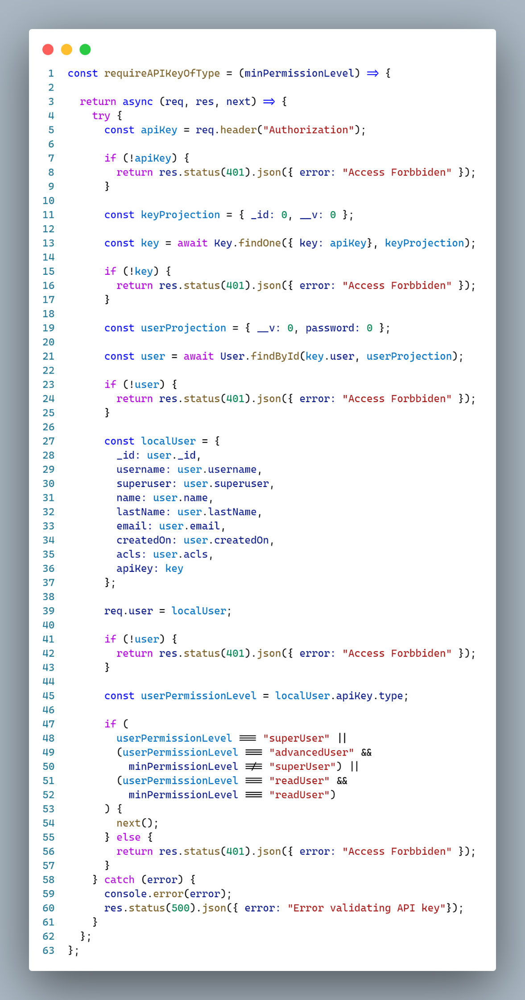 1 const requireAPIKeyOfType = (minPermissionLevel) => {
2
3   return async (req, res, next) => {
4     try {
5       const apiKey = req.header("Authorization");
6
7       if (!apiKey) {
8         return res.status(401).json({ error: "Access Forbbiden" });
9       }
10
11       const keyProjection = { _id: 0, __v: 0 };
12
13       const key = await Key.findOne({ key: apiKey}, keyProjection);
14
15       if (!key) {
16         return res.status(401).json({ error: "Access Forbbiden" });
17       }
18
19       const userProjection = { __v: 0, password: 0 };
20
21       const user = await User.findById(key.user, userProjection);
22
23       if (!user) {
24         return res.status(401).json({ error: "Access Forbbiden" });
25       }
26
27       const localUser = {
28         _id: user._id,
29         username: user.username,
30         superuser: user.superuser,
31         name: user.name,
32         lastName: user.lastName,
33         email: user.email,
34         createdOn: user.createdOn,
35         acls: user.acls,
36         apiKey: key
37       };
38
39       req.user = localUser;
40
41       if (!user) {
42         return res.status(401).json({ error: "Access Forbbiden" });
43       }
44
45       const userPermissionLevel = localUser.apiKey.type;
46
47       if (
48         userPermissionLevel === "superUser" ||
49         (userPermissionLevel === "advancedUser" &&
50           minPermissionLevel !== "superUser") ||
51         (userPermissionLevel === "readUser" &&
52           minPermissionLevel === "readUser")
53       ) {
54         next();
55       } else {
56         return res.status(401).json({ error: "Access Forbbiden" });
57       }
58     } catch (error) {
59       console.error(error);
60       res.status(500).json({ error: "Error validating API key"});
61     }
62   };
63 };